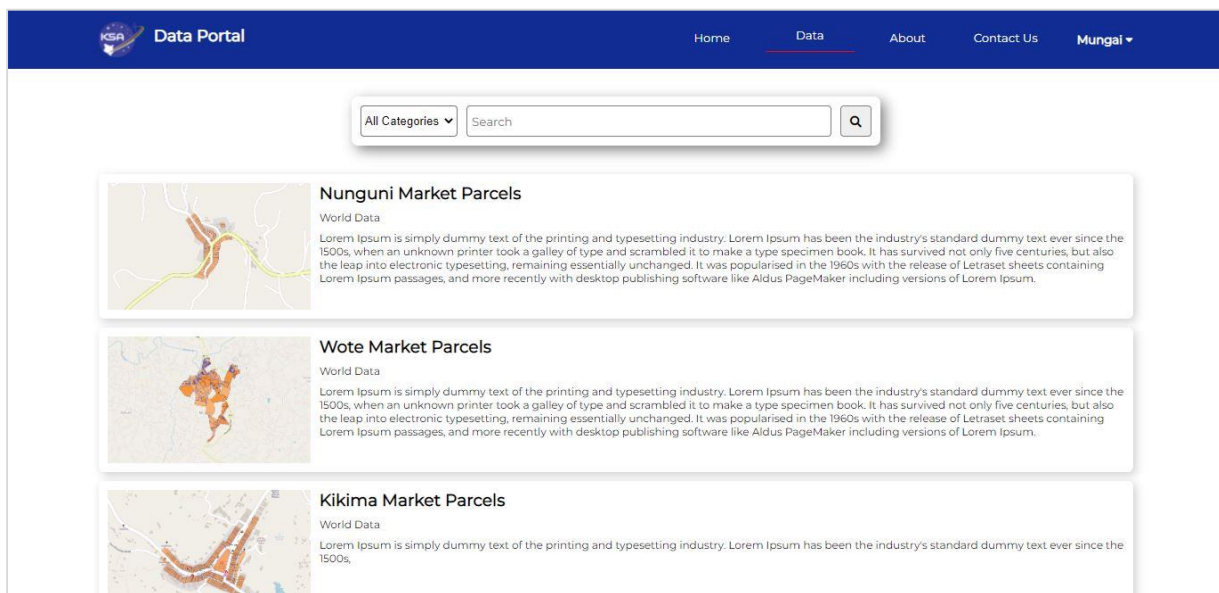 KSA
Data Portal
Home
Data
About
Contact Us
Mungai
All Categories
Search
Nunguni Market Parcels
World Data
Lorem Ipsum is simply dummy text of the printing and typesetting industry. Lorem Ipsum has been the industry's standard dummy text ever since the
1500s, when an unknown printer took a galley of type and scrambled it to make a type specimen book. It has survived not only five centuries, but also
the leap into electronic typesetting, remaining essentially unchanged. It was popularised in the 1960s with the release of Letraset sheets containing
Lorem Ipsum passages, and more recently with desktop publishing software like Aldus PageMaker including versions of Lorem Ipsum.
Wote Market Parcels
World Data
Lorem Ipsum is simply dummy text of the printing and typesetting industry. Lorem Ipsum has been the industry's standard dummy text ever since the
1500s, when an unknown printer took a galley of type and scrambled it to make a type specimen book. It has survived not only five centuries, but also
the leap into electronic typesetting, remaining essentially unchanged. It was popularised in the 1960s with the release of Letraset sheets containing
Lorem Ipsum passages, and more recently with desktop publishing software like Aldus PageMaker including versions of Lorem Ipsum.
Kikima Market Parcels
World Data
Lorem Ipsum is simply dummy text of the printing and typesetting industry. Lorem Ipsum has been the industry's standard dummy text ever since the
1500s,